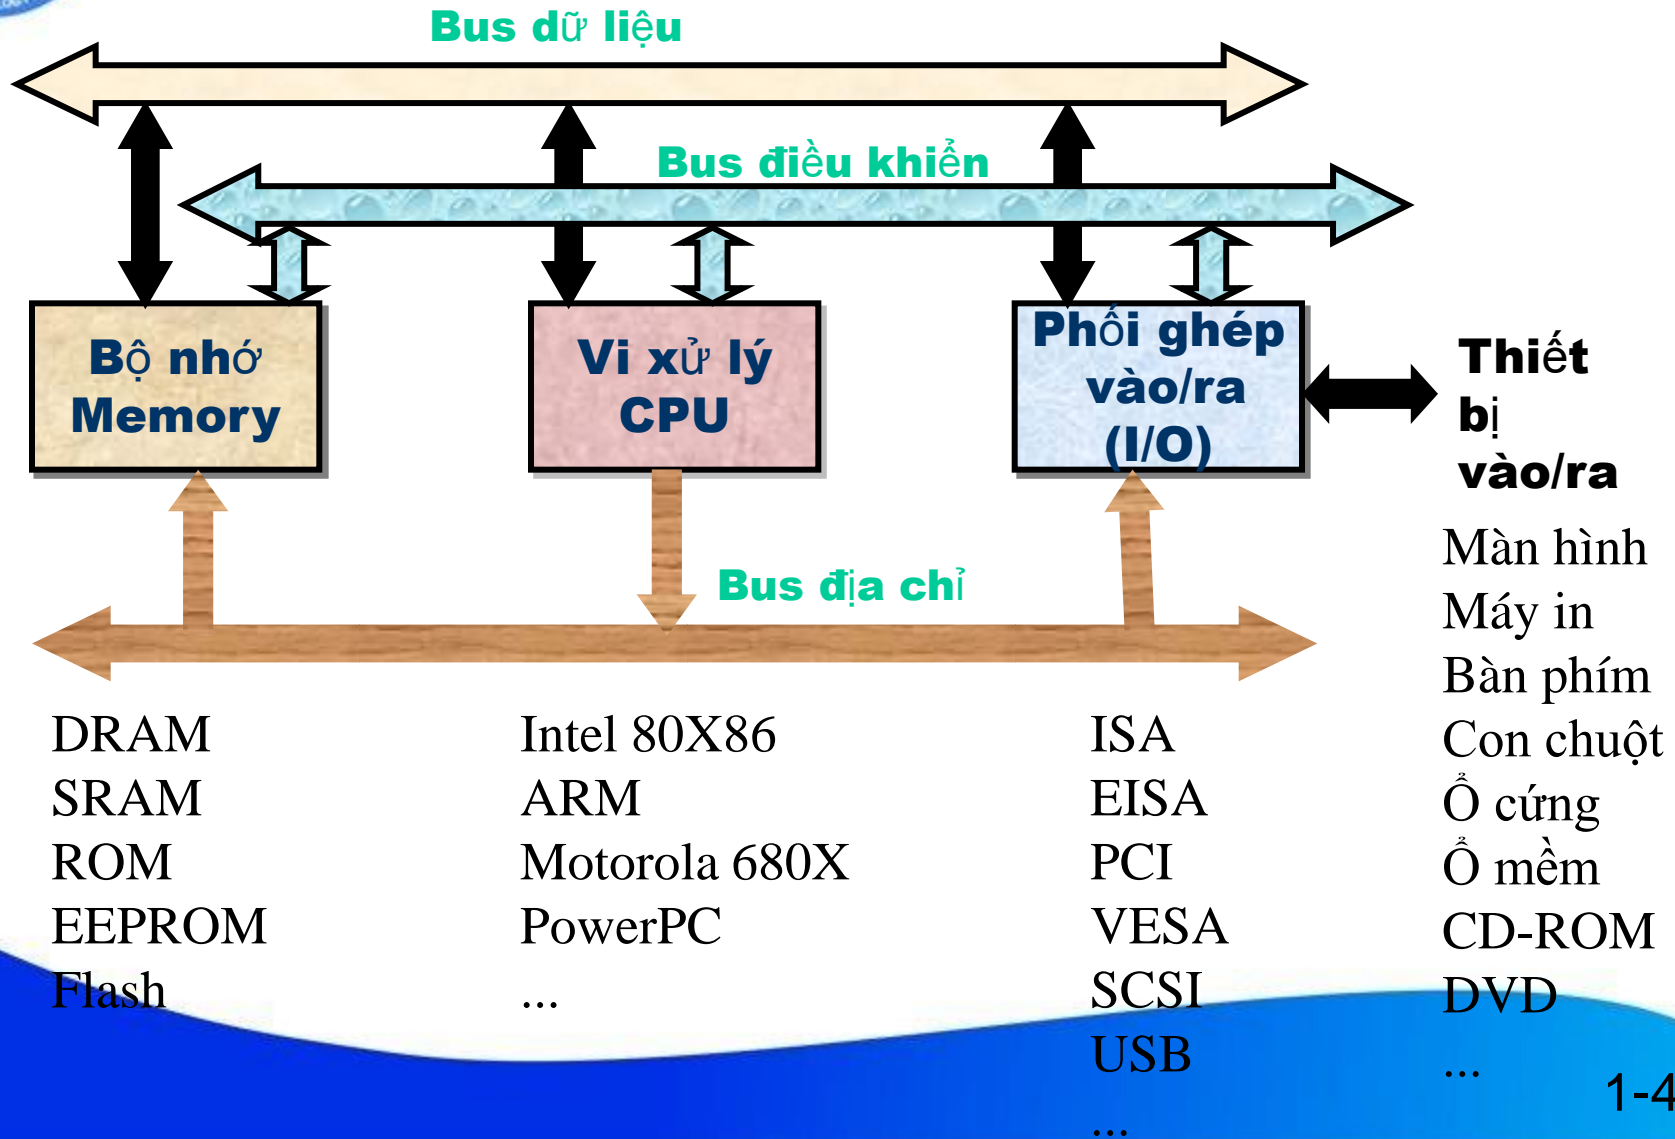 Bus dữ liệu
Bus điều khiển
Bộ nhớ
Memory
Vi xử lý
CPU
Phối ghép
vào/ra
(I/O)
Thiết
bị
vào/ra
Bus địa chỉ
DRAM
SRAM
ROM
EEPROM
Flash
Intel 80X86
ARM
Motorola 680X
PowerPC
...
ISA
EISA
PCI
VESA
SCSI
USB
...
Màn hình
Máy in
Bàn phím
Con chuột
Ổ cứng
Ổ mềm
CD-ROM
DVD
...
1-4